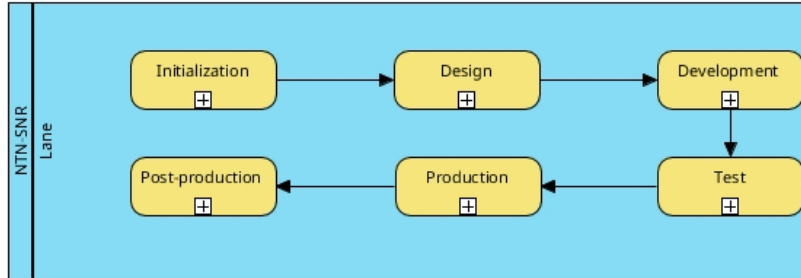 NTN-SNR
Lane
Initialization
Design
Development
Post-production
Production
Test